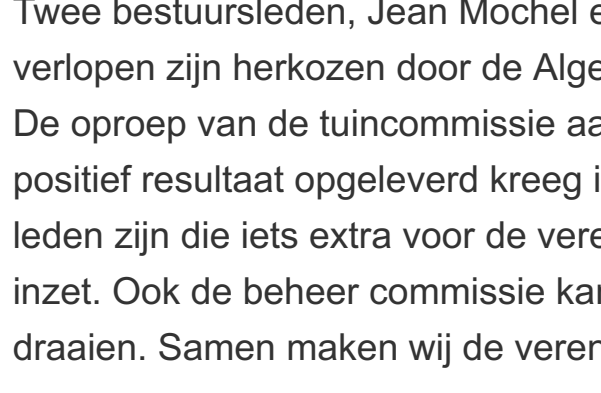 Twee bestuursleden, Jean Mochel e
verlopen zijn herkozen door de Alge
De oproep van de tuincommissie aa
positief resultaat opgeleverd kreeg i
leden zijn die iets extra voor de vere
inzet. Ook de beheer commissie kan
draaien. Samen maken wij de veren